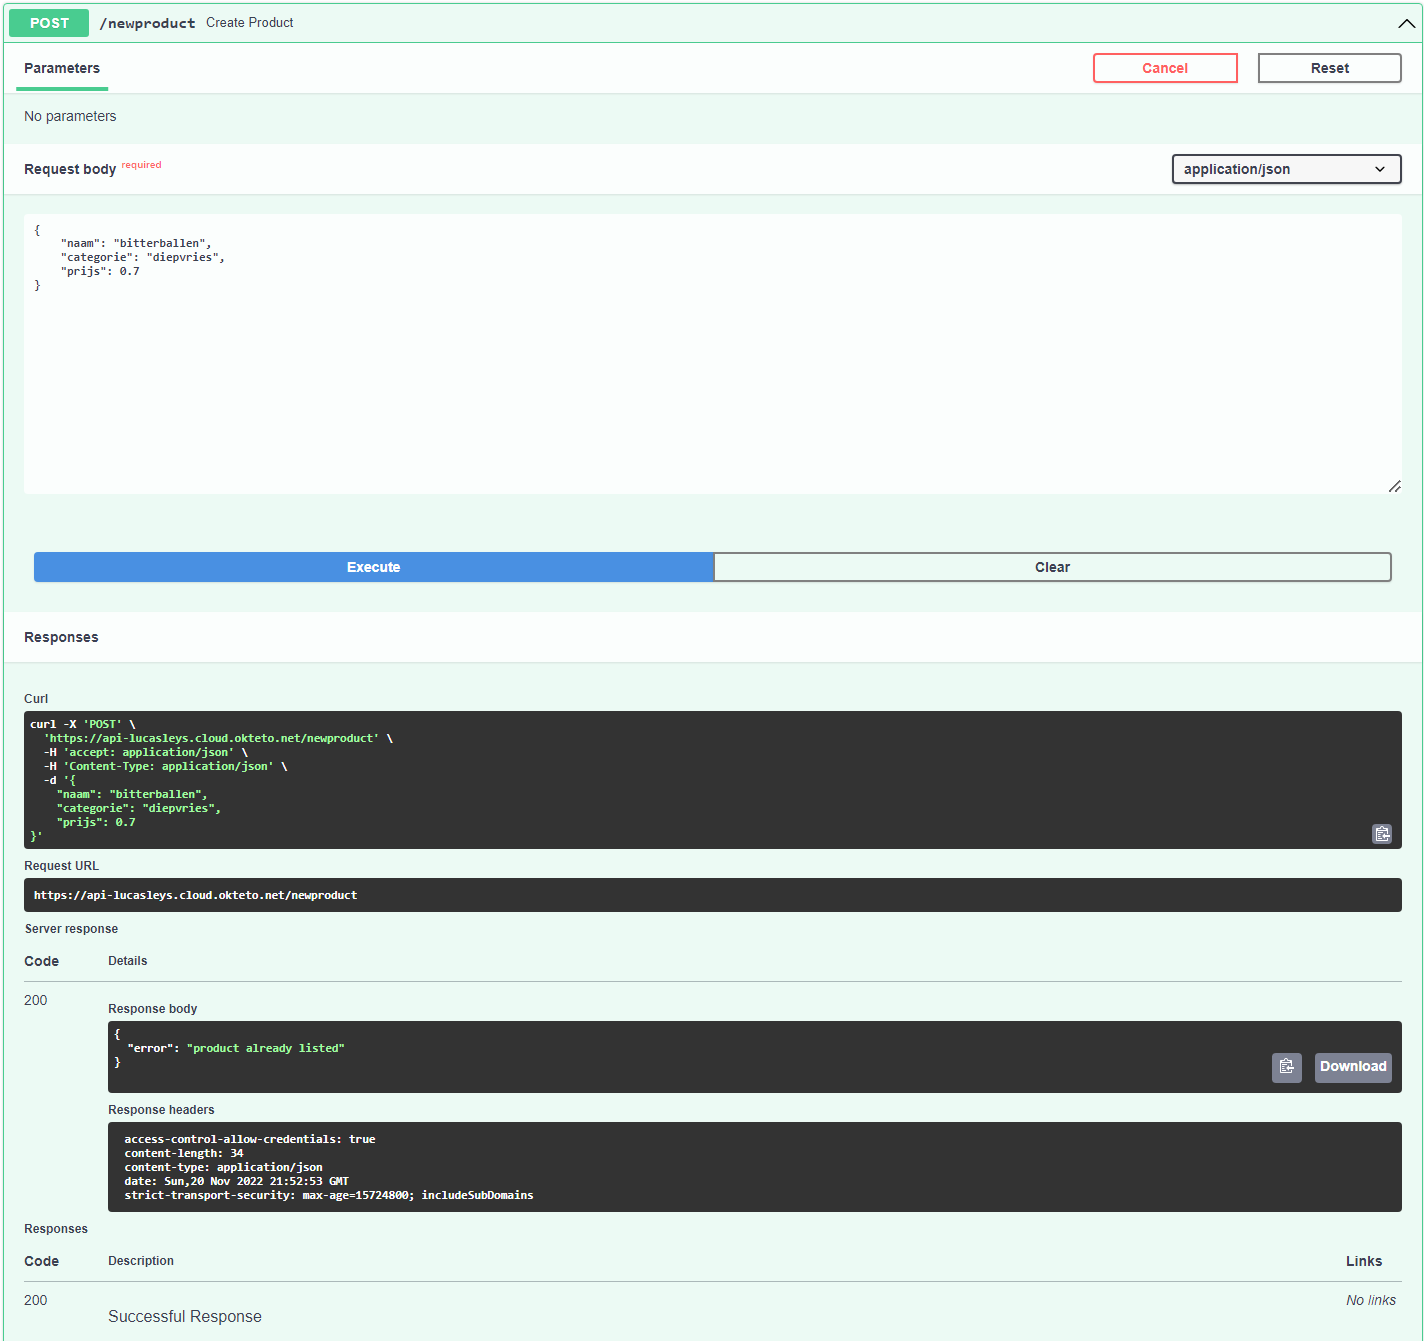 POST /newproduct Create Product
Parameters Cancel Reset
No parameters
Request body required application/json
{
    "naam": "bitterballen",
    "categorie": "diepvries",
    "prijs": 0.7
}
Execute Clear
Responses
Curl
curl -X 'POST' \
  'https://api-lucasleys.cloud.okteto.net/newproduct' \
  -H 'accept: application/json' \
  -H 'Content-Type: application/json' \
  -d '{
    "naam": "bitterballen",
    "categorie": "diepvries",
    "prijs": 0.7
}'
Request URL
https://api-lucasleys.cloud.okteto.net/newproduct
Server response
Code Details
200
Response body
{
  "error": "product already listed"
}
Download
Response headers
access-control-allow-credentials: true
content-length: 34
content-type: application/json
date: Sun,20 Nov 2022 21:52:53 GMT
strict-transport-security: max-age=15724800; includeSubDomains
Responses
Code Description Links
200 No links
Successful Response